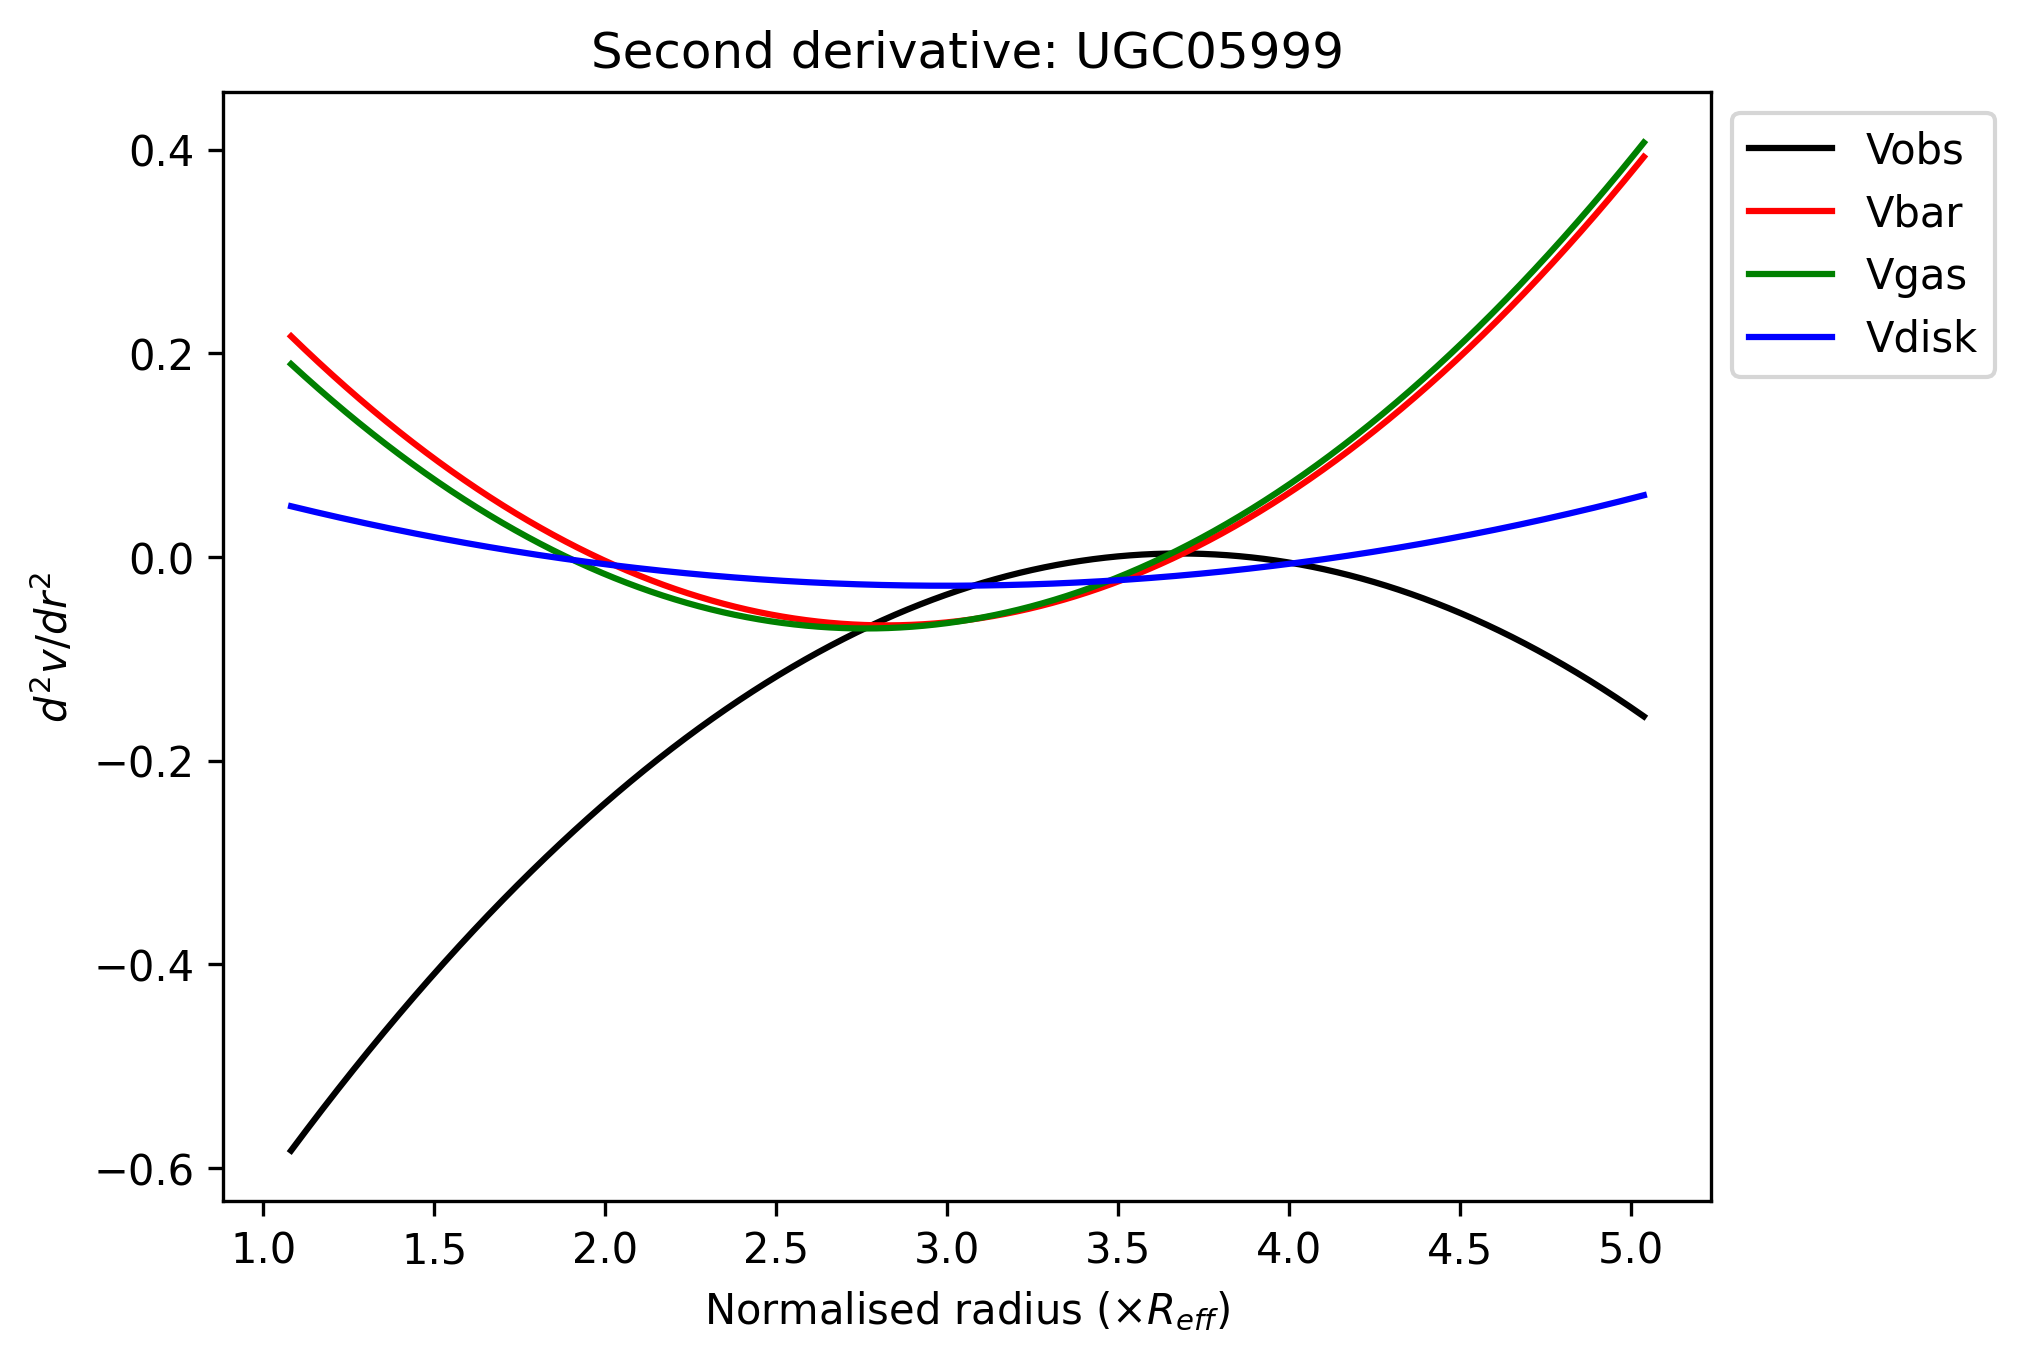 Second derivative: UGC05999
0.4
0.2
0.0
−0.2
−0.4
−0.6
d²v/dr²
1.0 1.5 2.0 2.5 3.0 3.5 4.0 4.5 5.0
Normalised radius (×R_eff)
Vobs
Vbar
Vgas
Vdisk